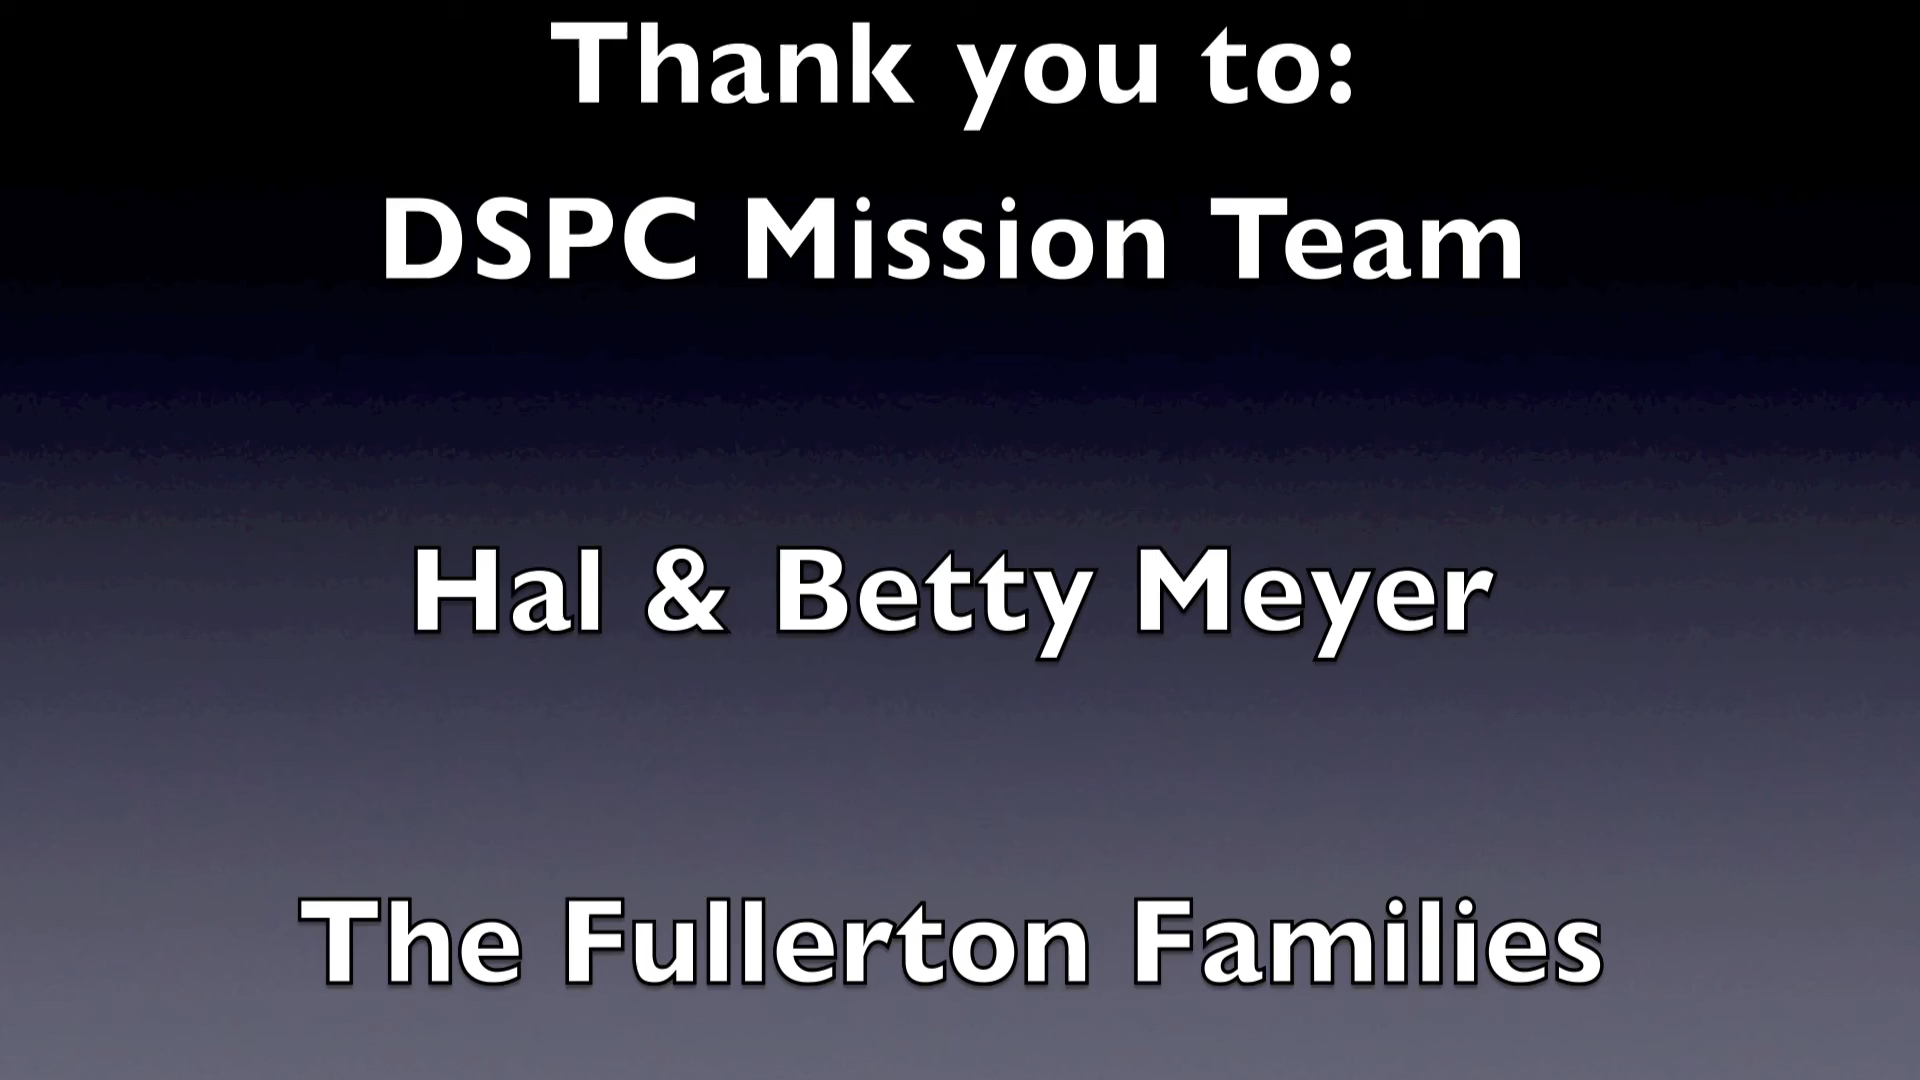 Thank you to:
DSPC Mission Team
Hal & Betty Meyer
The Fullerton Families